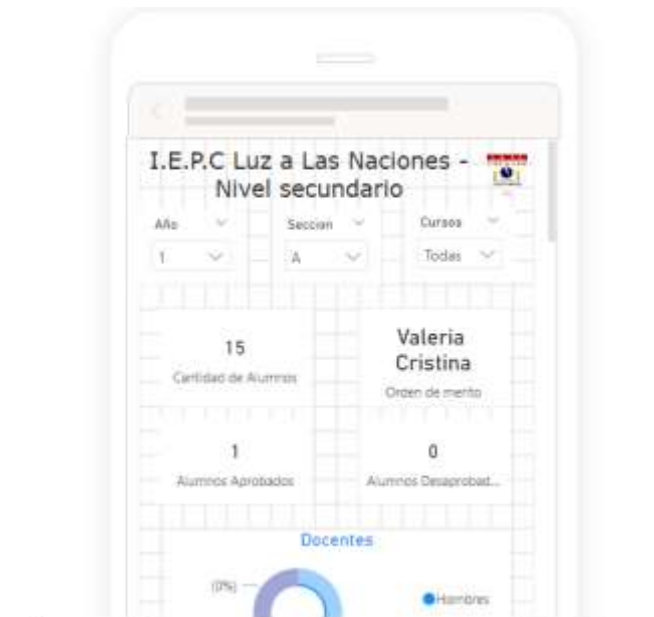 I.E.P.C Luz a Las Naciones -
Nivel secundario
Año Seccion Cursos
1 A Todas
15
Cantidad de Alumnos
Valeria
Cristina
Orden de merito
1
Alumnos Aprobados
0
Alumnos Desaprobad...
Docentes
(0%)
Hombres